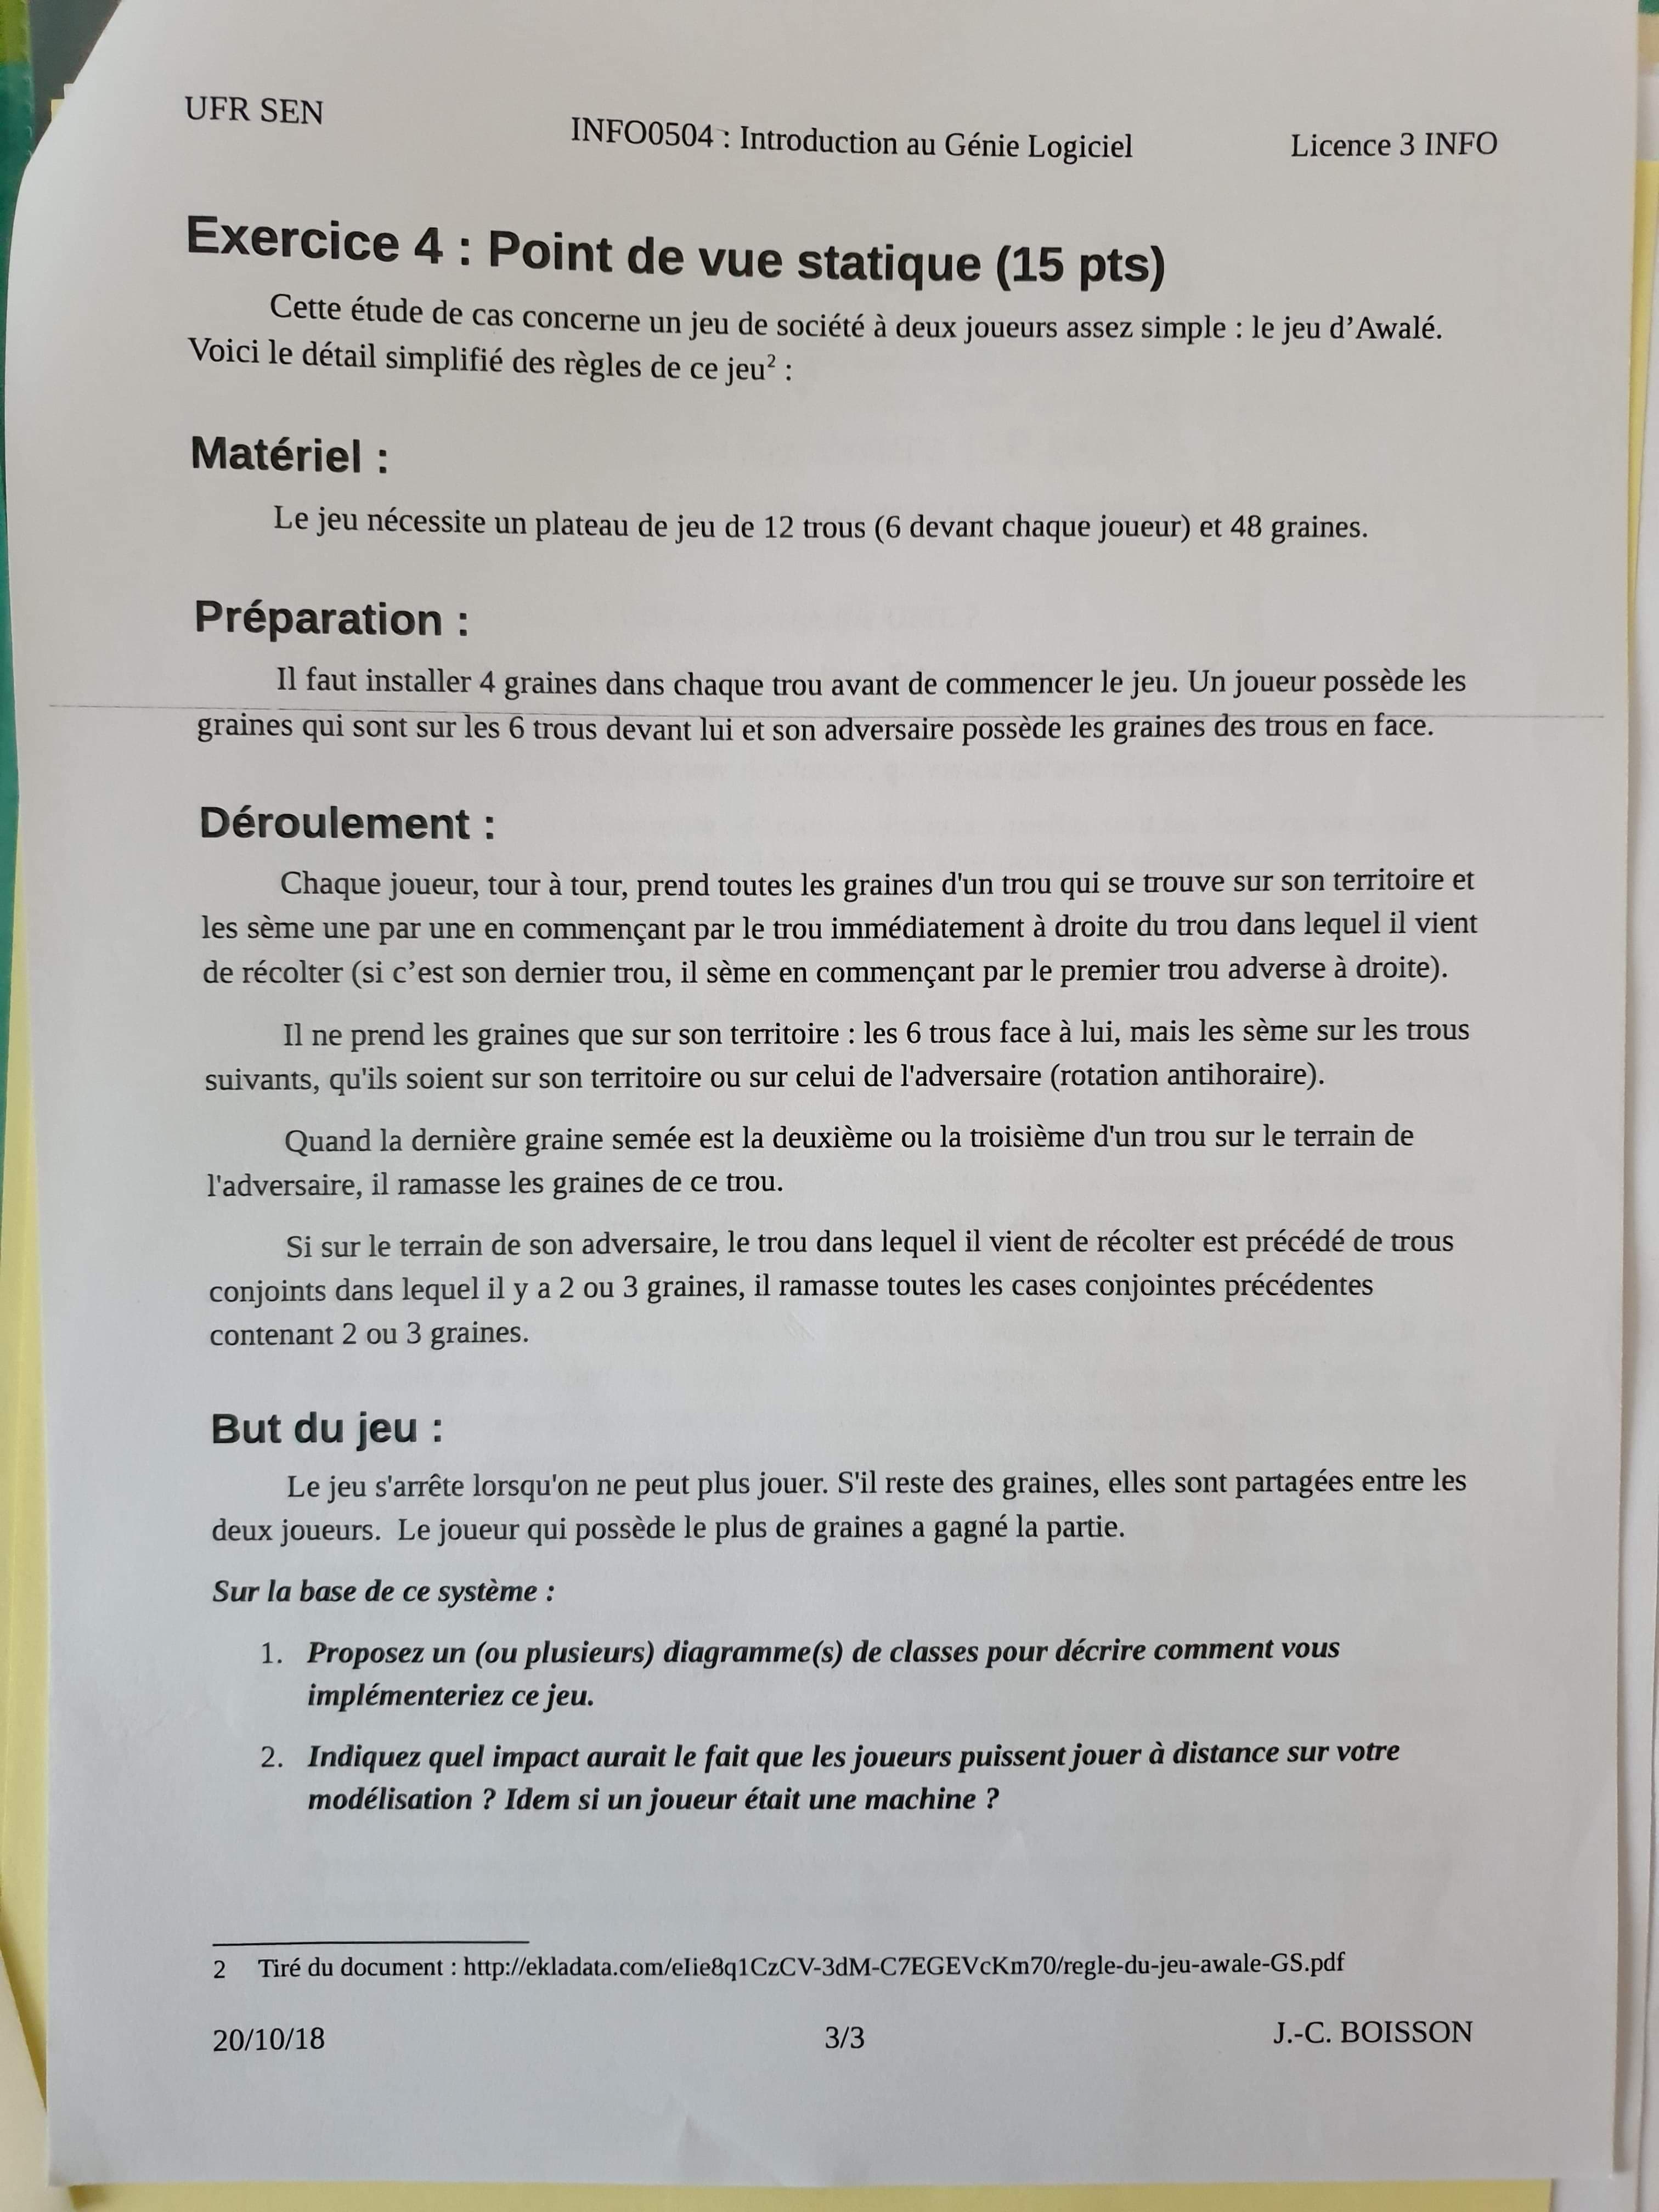 UFR SEN
INFO0504 : Introduction au Génie Logiciel
Licence 3 INFO
Exercice 4 : Point de vue statique (15 pts)
Cette étude de cas concerne un jeu de société à deux joueurs assez simple : le jeu d’Awalé.
Voici le détail simplifié des règles de ce jeu² :
Matériel :
Le jeu nécessite un plateau de jeu de 12 trous (6 devant chaque joueur) et 48 graines.
Préparation :
Il faut installer 4 graines dans chaque trou avant de commencer le jeu. Un joueur possède les
graines qui sont sur les 6 trous devant lui et son adversaire possède les graines des trous en face.
Déroulement :
Chaque joueur, tour à tour, prend toutes les graines d'un trou qui se trouve sur son territoire et
les sème une par une en commençant par le trou immédiatement à droite du trou dans lequel il vient
de récolter (si c’est son dernier trou, il sème en commençant par le premier trou adverse à droite).
Il ne prend les graines que sur son territoire : les 6 trous face à lui, mais les sème sur les trous
suivants, qu'ils soient sur son territoire ou sur celui de l'adversaire (rotation antihoraire).
Quand la dernière graine semée est la deuxième ou la troisième d'un trou sur le terrain de
l'adversaire, il ramasse les graines de ce trou.
Si sur le terrain de son adversaire, le trou dans lequel il vient de récolter est précédé de trous
conjoints dans lequel il y a 2 ou 3 graines, il ramasse toutes les cases conjointes précédentes
contenant 2 ou 3 graines.
But du jeu :
Le jeu s'arrête lorsqu'on ne peut plus jouer. S'il reste des graines, elles sont partagées entre les
deux joueurs. Le joueur qui possède le plus de graines a gagné la partie.
Sur la base de ce système :
1. Proposez un (ou plusieurs) diagramme(s) de classes pour décrire comment vous
implémenteriez ce jeu.
2. Indiquez quel impact aurait le fait que les joueurs puissent jouer à distance sur votre
modélisation ? Idem si un joueur était une machine ?
2 Tiré du document : http://ekladata.com/eIie8q1CzCV-3dM-C7EGEVcKm70/regle-du-jeu-awale-GS.pdf
20/10/18
3/3
J.-C. BOISSON